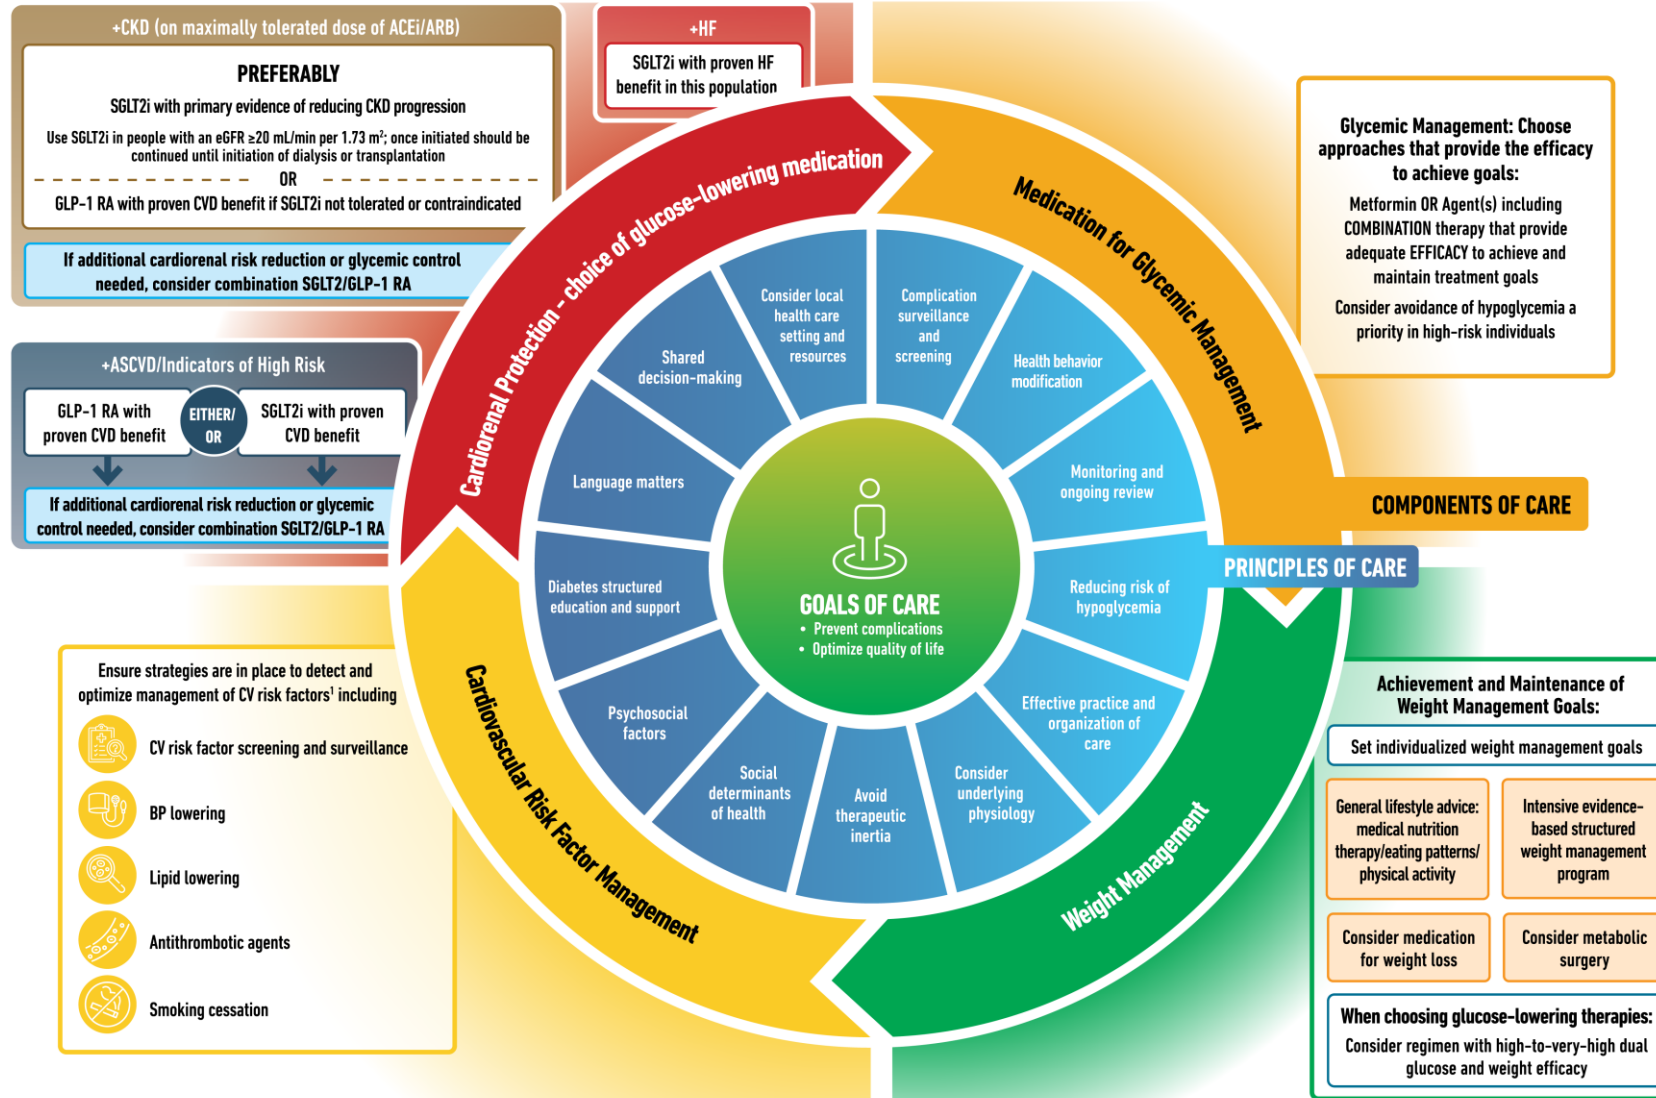 +CKD (on maximally tolerated dose of ACEi/ARB)
PREFERABLY
SGLT2i with primary evidence of reducing CKD progression
Use SGLT2i in people with an eGFR ≥20 mL/min per 1.73 m²; once initiated should be
continued until initiation of dialysis or transplantation
OR
GLP-1 RA with proven CVD benefit if SGLT2i not tolerated or contraindicated
If additional cardiorenal risk reduction or glycemic control
needed, consider combination SGLT2/GLP-1 RA
+HF
SGLT2i with proven HF
benefit in this population
+ASCVD/Indicators of High Risk
GLP-1 RA with
proven CVD benefit
EITHER/
OR
SGLT2i with proven
CVD benefit
If additional cardiorenal risk reduction or glycemic
control needed, consider combination SGLT2/GLP-1 RA
Cardiorenal Protection - choice of glucose-lowering medication
Medication for Glycemic Management
Glycemic Management: Choose
approaches that provide the efficacy
to achieve goals:
Metformin OR Agent(s) including
COMBINATION therapy that provide
adequate EFFICACY to achieve and
maintain treatment goals
Consider avoidance of hypoglycemia a
priority in high-risk individuals
COMPONENTS OF CARE
PRINCIPLES OF CARE
Consider local
health care
setting and
resources
Complication
surveillance
and
screening
Health behavior
modification
Monitoring and
ongoing review
Reducing risk of
hypoglycemia
Effective practice and
organization of
care
Consider
underlying
physiology
Avoid
therapeutic
inertia
Social
determinants
of health
Psychosocial
factors
Diabetes structured
education and support
Language matters
Shared
decision-making
GOALS OF CARE
• Prevent complications
• Optimize quality of life
Cardiovascular Risk Factor Management
Weight Management
Ensure strategies are in place to detect and
optimize management of CV risk factors¹ including
CV risk factor screening and surveillance
BP lowering
Lipid lowering
Antithrombotic agents
Smoking cessation
Achievement and Maintenance of
Weight Management Goals:
Set individualized weight management goals
General lifestyle advice:
medical nutrition
therapy/eating patterns/
physical activity
Intensive evidence-
based structured
weight management
program
Consider medication
for weight loss
Consider metabolic
surgery
When choosing glucose-lowering therapies:
Consider regimen with high-to-very-high dual
glucose and weight efficacy